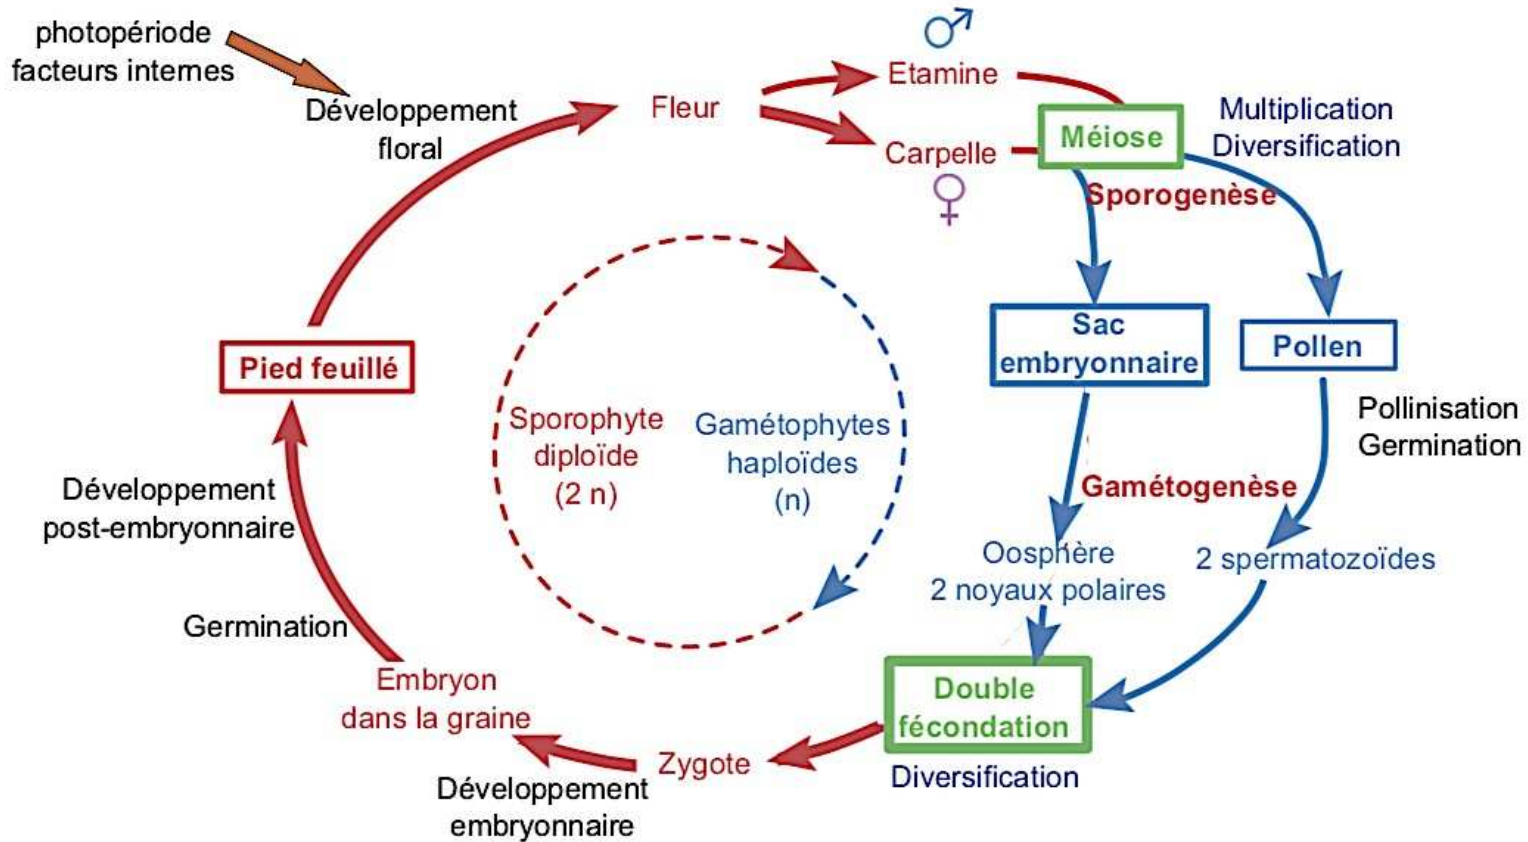 photopériode
facteurs internes
Développement
floral
Fleur
♂
Etamine
Carpelle
♀
Méiose
Multiplication
Diversification
Sporogenèse
Sac
embryonnaire
Pollen
Pied feuillé
Sporophyte
diploïde
(2 n)
Gamétophytes
haploïdes
(n)
Pollinisation
Germination
Gamétogenèse
Développement
post-embryonnaire
Oosphère
2 noyaux polaires
2 spermatozoïdes
Germination
Embryon
dans la graine
Double
fécondation
Zygote
Diversification
Développement
embryonnaire